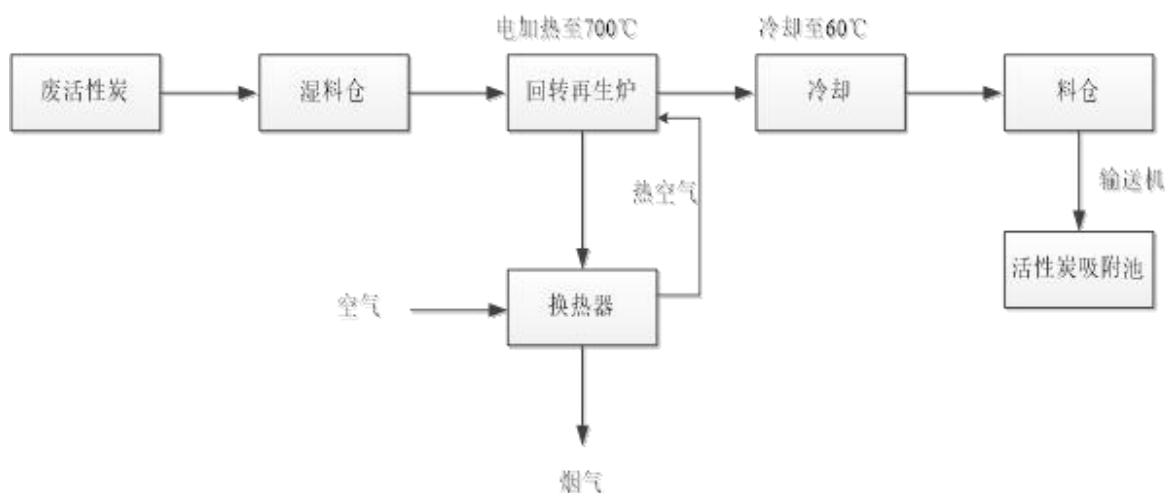 电加热至700℃
冷却至60℃
废活性炭
湿料仓
回转再生炉
冷却
料仓
热空气
输送机
活性炭吸附池
空气
换热器
烟气